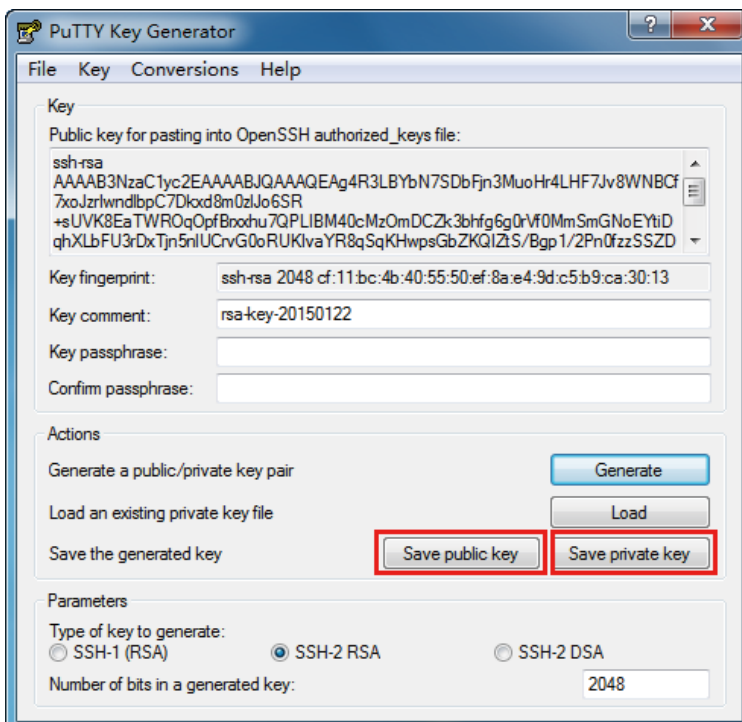 PuTTY Key Generator
File Key Conversions Help
Key
Public key for pasting into OpenSSH authorized_keys file:
ssh-rsa
AAAAB3NzaC1yc2EAAAABJQAAAQEAg4R3LBYbN7SDbFjn3MuoHr4LHF7Jv8WNBCf
7xoJzrIwndlbpC7Dkxd8m0zIJo6SR
+sUVK8EaTWROqOpfBrxxhu7QPLIBM40cMzOmDCZk3bhfg6g0rVf0MmSmGNoEYtiD
qhXLbFU3rDxTjn5nIUCrvG0oRUKIvaYR8qSqKHwpsGbZKQIZtS/Bgp1/2Pn0fzzSSZD
Key fingerprint: ssh-rsa 2048 cf:11:bc:4b:40:55:50:ef:8a:e4:9d:c5:b9:ca:30:13
Key comment: rsa-key-20150122
Key passphrase:
Confirm passphrase:
Actions
Generate a public/private key pair Generate
Load an existing private key file Load
Save the generated key Save public key Save private key
Parameters
Type of key to generate:
SSH-1 (RSA) SSH-2 RSA SSH-2 DSA
Number of bits in a generated key: 2048